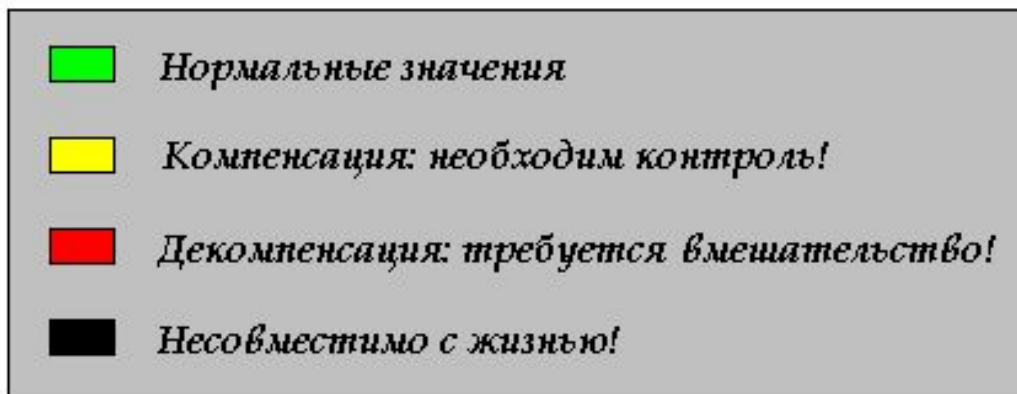 Нормальные значения
Компенсация: необходим контроль!
Декомпенсация: требуется вмешательство!
Несовместимо с жизнью!